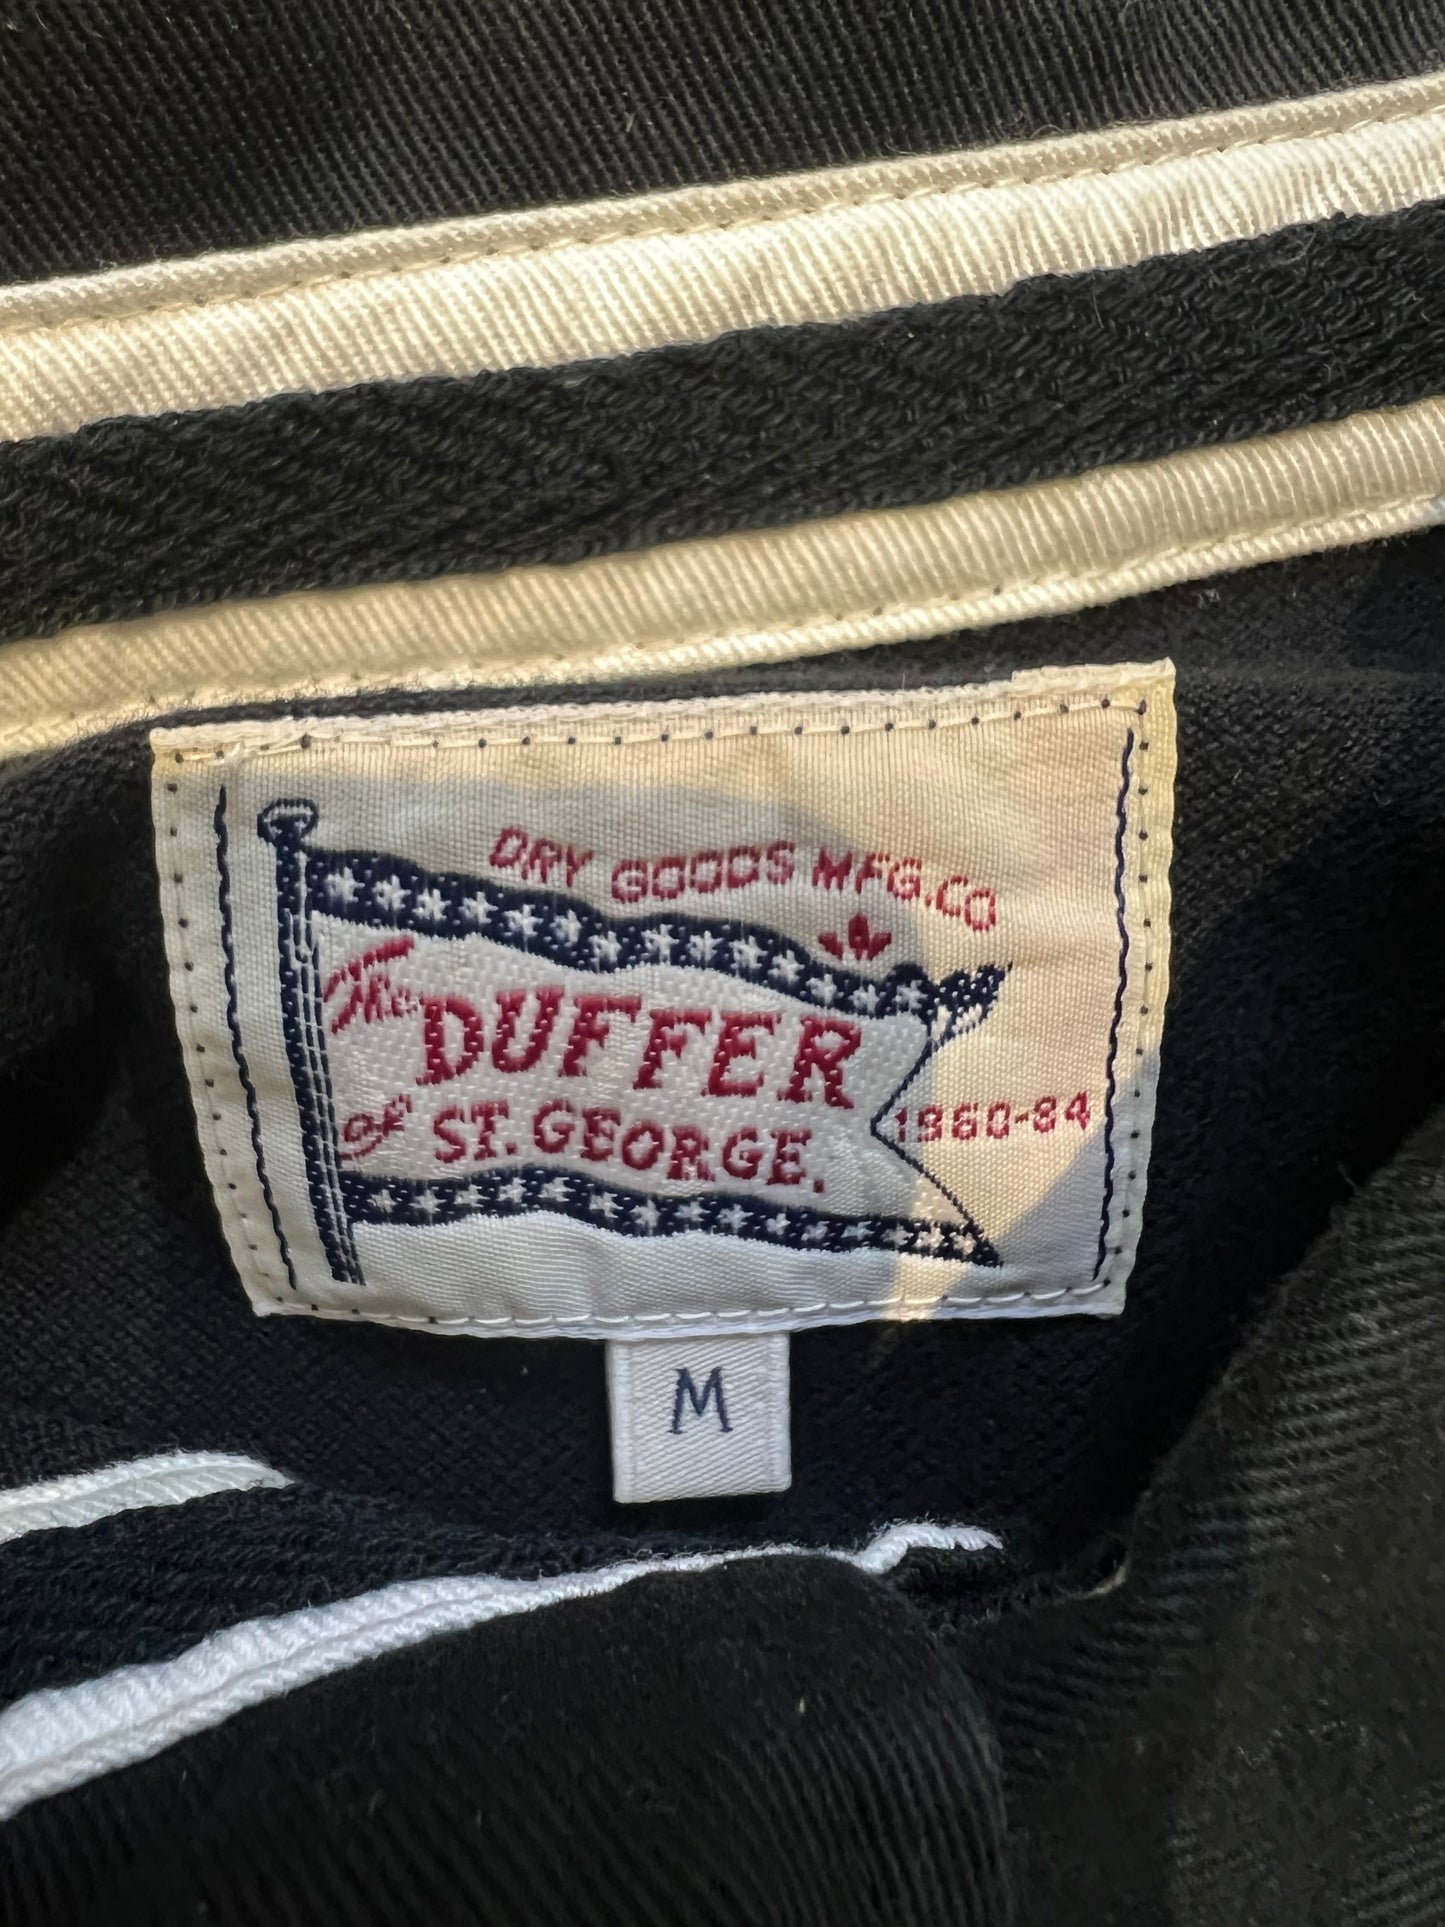 DRY GOODS MFG.CO
The DUFFER
OF ST. GEORGE.
1960-84
M